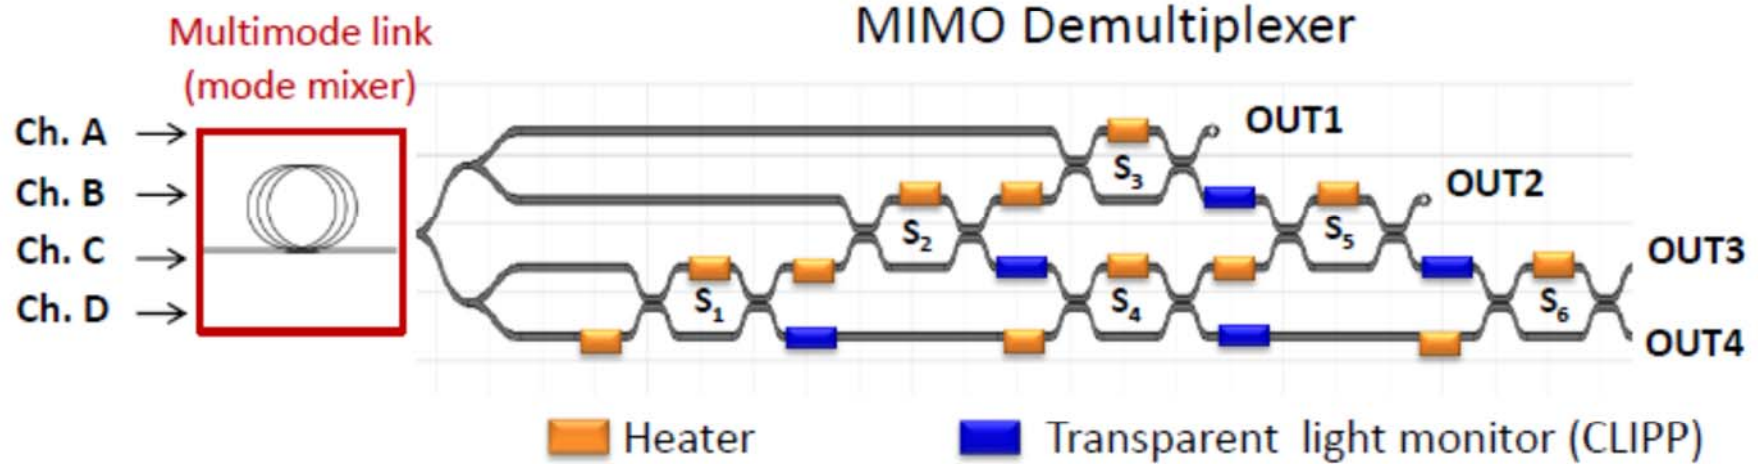 MIMO Demultiplexer
Multimode link
(mode mixer)
Ch. A
Ch. B
Ch. C
Ch. D
OUT1
OUT2
OUT3
OUT4
S1
S2
S3
S4
S5
S6
Heater
Transparent light monitor (CLIPP)